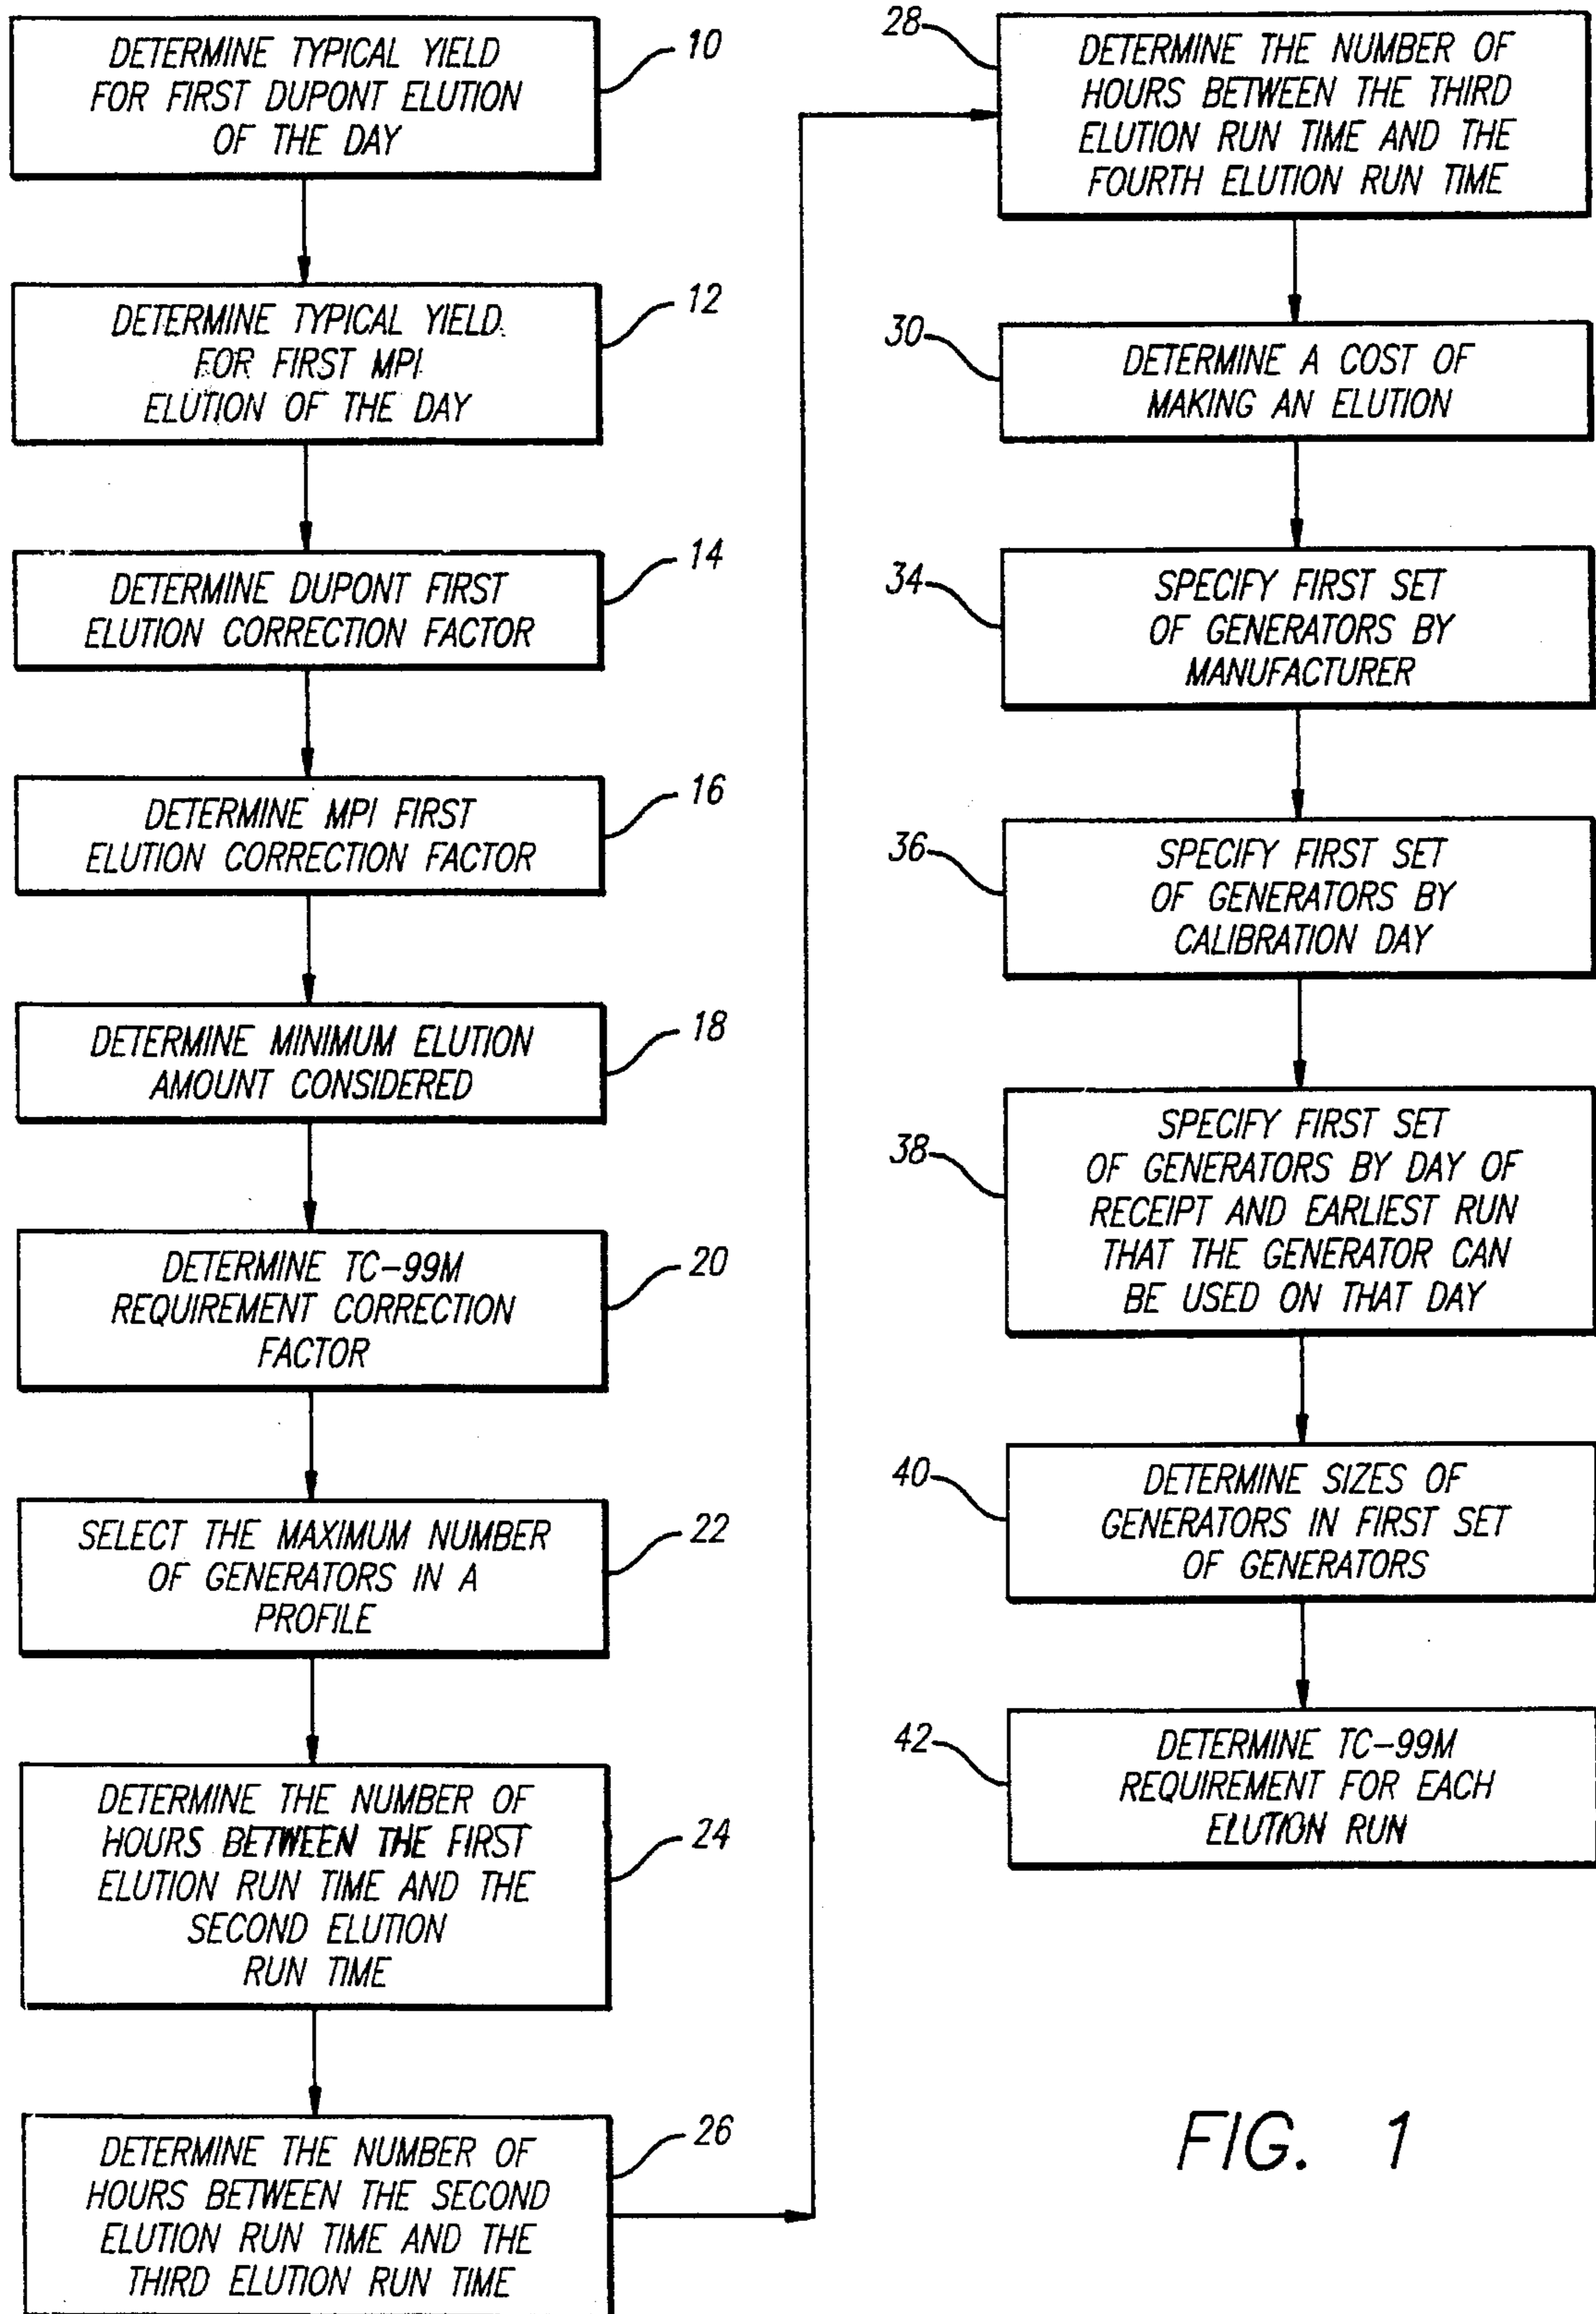 DETERMINE TYPICAL YIELD
FOR FIRST DUPONT ELUTION
OF THE DAY
10
DETERMINE TYPICAL YIELD
FOR FIRST MPI
ELUTION OF THE DAY
12
DETERMINE DUPONT FIRST
ELUTION CORRECTION FACTOR
14
DETERMINE MPI FIRST
ELUTION CORRECTION FACTOR
16
DETERMINE MINIMUM ELUTION
AMOUNT CONSIDERED
18
DETERMINE TC-99M
REQUIREMENT CORRECTION
FACTOR
20
SELECT THE MAXIMUM NUMBER
OF GENERATORS IN A
PROFILE
22
DETERMINE THE NUMBER OF
HOURS BETWEEN THE FIRST
ELUTION RUN TIME AND THE
SECOND ELUTION
RUN TIME
24
DETERMINE THE NUMBER OF
HOURS BETWEEN THE SECOND
ELUTION RUN TIME AND THE
THIRD ELUTION RUN TIME
26
28
DETERMINE THE NUMBER OF
HOURS BETWEEN THE THIRD
ELUTION RUN TIME AND THE
FOURTH ELUTION RUN TIME
30
DETERMINE A COST OF
MAKING AN ELUTION
34
SPECIFY FIRST SET
OF GENERATORS BY
MANUFACTURER
36
SPECIFY FIRST SET
OF GENERATORS BY
CALIBRATION DAY
38
SPECIFY FIRST SET
OF GENERATORS BY DAY OF
RECEIPT AND EARLIEST RUN
THAT THE GENERATOR CAN
BE USED ON THAT DAY
40
DETERMINE SIZES OF
GENERATORS IN FIRST SET
OF GENERATORS
42
DETERMINE TC-99M
REQUIREMENT FOR EACH
ELUTION RUN
FIG. 1